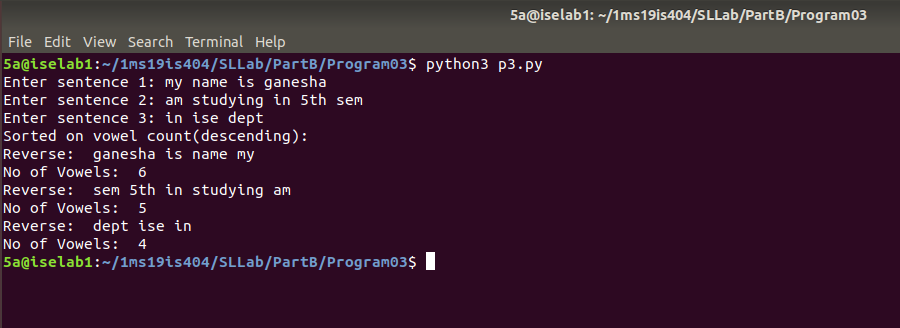 5a@iselab1: ~/1ms19is404/SLLab/PartB/Program03
File Edit View Search Terminal Help
5a@iselab1:~/1ms19is404/SLLab/PartB/Program03$ python3 p3.py
Enter sentence 1: my name is ganesha
Enter sentence 2: am studying in 5th sem
Enter sentence 3: in ise dept
Sorted on vowel count(descending):
Reverse:  ganesha is name my
No of Vowels:  6
Reverse:  sem 5th in studying am
No of Vowels:  5
Reverse:  dept ise in
No of Vowels:  4
5a@iselab1:~/1ms19is404/SLLab/PartB/Program03$